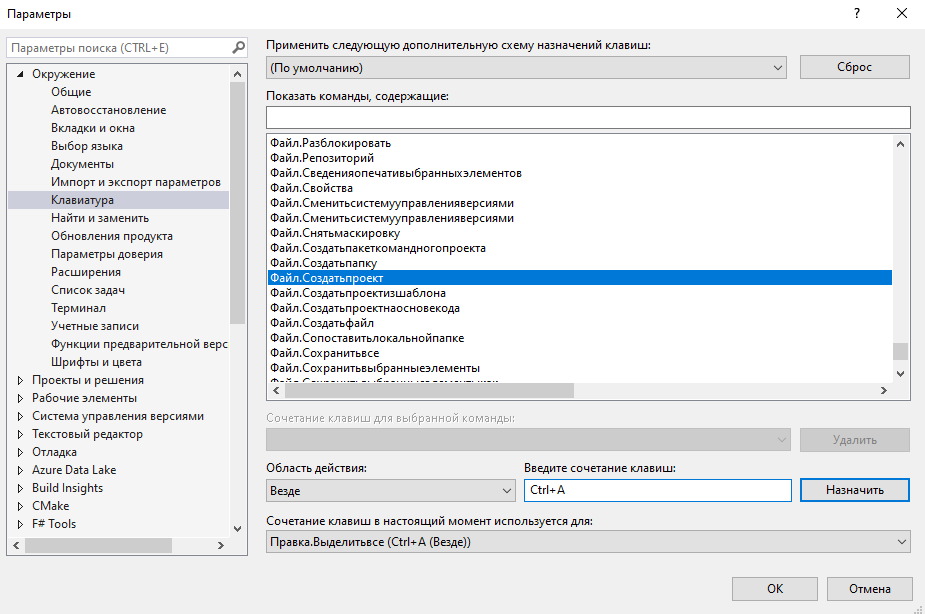 Параметры
?
Параметры поиска (CTRL+E)
Окружение
Общие
Автовосстановление
Вкладки и окна
Выбор языка
Документы
Импорт и экспорт параметров
Клавиатура
Найти и заменить
Обновления продукта
Параметры доверия
Расширения
Список задач
Терминал
Учетные записи
Функции предварительной верс
Шрифты и цвета
Проекты и решения
Рабочие элементы
Система управления версиями
Текстовый редактор
Отладка
Azure Data Lake
Build Insights
CMake
F# Tools
Применить следующую дополнительную схему назначений клавиш:
(По умолчанию)
Сброс
Показать команды, содержащие:
Файл.Разблокировать
Файл.Репозиторий
Файл.Сведенияопечативыбранныхэлементов
Файл.Свойства
Файл.Сменитьсистемууправленияверсиями
Файл.Сменитьсистемууправленияверсиями
Файл.Снятьмаскировку
Файл.Создатьпакеткомандногопроекта
Файл.Создатьпапку
Файл.Создатьпроект
Файл.Создатьпроектизшаблона
Файл.Создатьпроектнаосновекода
Файл.Создатьфайл
Файл.Сопоставитьлокальнойпапке
Файл.Сохранитьвсе
Файл.Сохранитьвыбранныеэлементы
Сочетание клавиш для выбранной команды:
Удалить
Область действия:
Введите сочетание клавиш:
Везде
Ctrl+A
Назначить
Сочетание клавиш в настоящий момент используется для:
Правка.Выделитьвсе (Ctrl+A (Везде))
OK
Отмена